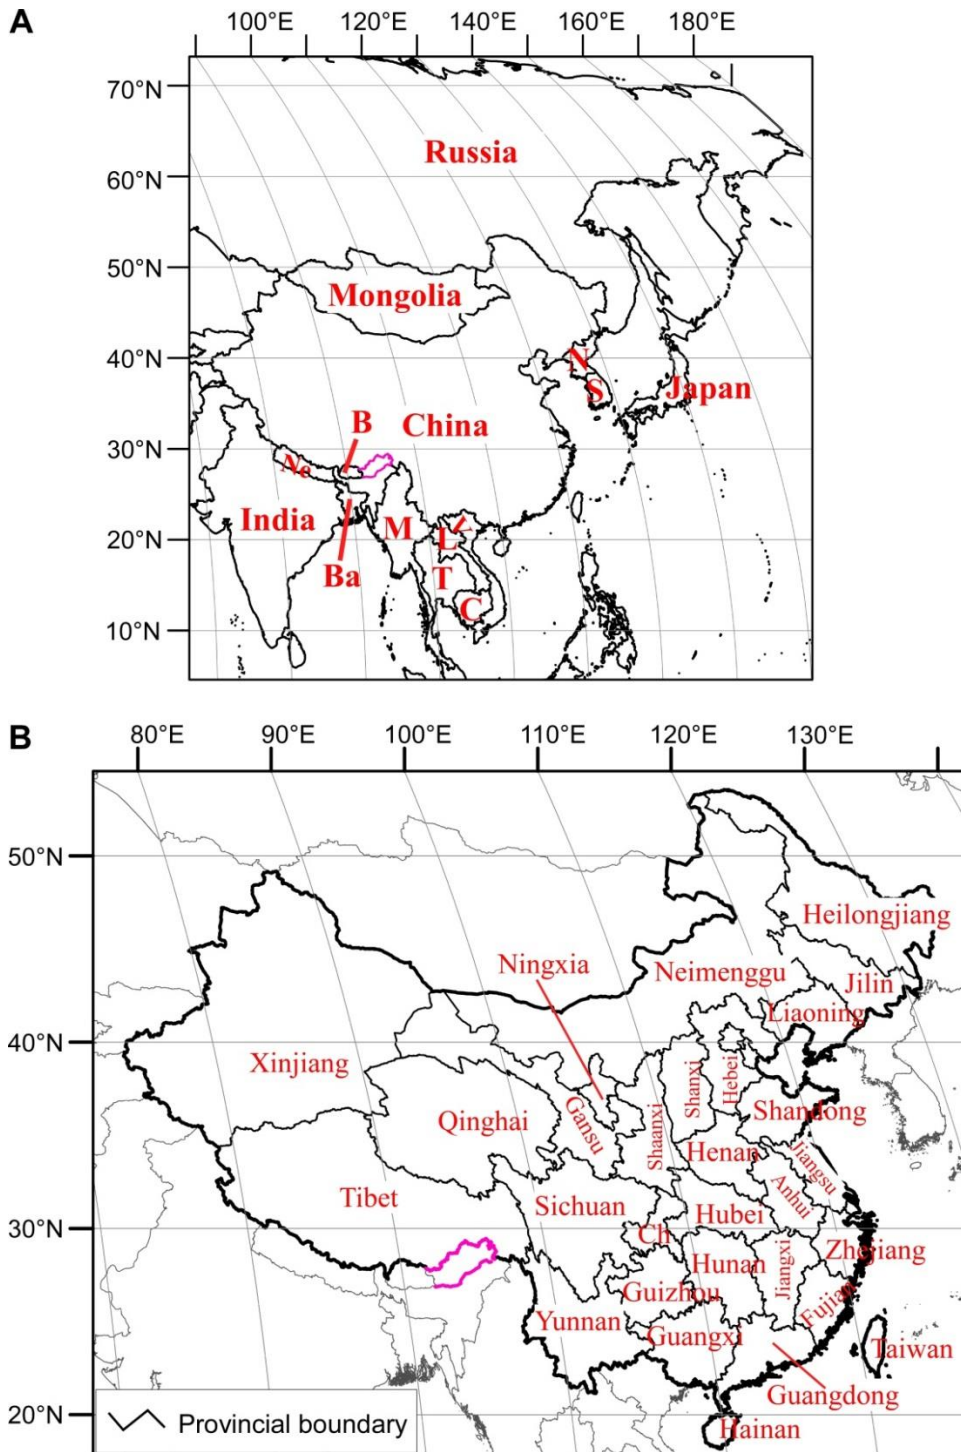 A
100°E 120°E 140°E 160°E 180°E
70°N
Russia
60°N
50°N
Mongolia
40°N
N
S
Japan
B
China
30°N
Ne
India
M
L
20°N
Ba
T
C
10°N
B
80°E 90°E 100°E 110°E 120°E 130°E
50°N
Heilongjiang
Ningxia
Neimenggu
Jilin
Liaoning
40°N
Xinjiang
Hebei
Shanxi
Qinghai
Gansu
Shaanxi
Shandong
Henan
Jiangsu
Tibet
Sichuan
Anhui
Hubei
30°N
Ch
Zhejiang
Hunan
Jiangxi
Guizhou
Fujian
Yunnan
Guangxi
Taiwan
Guangdong
20°N
Provincial boundary
Hainan